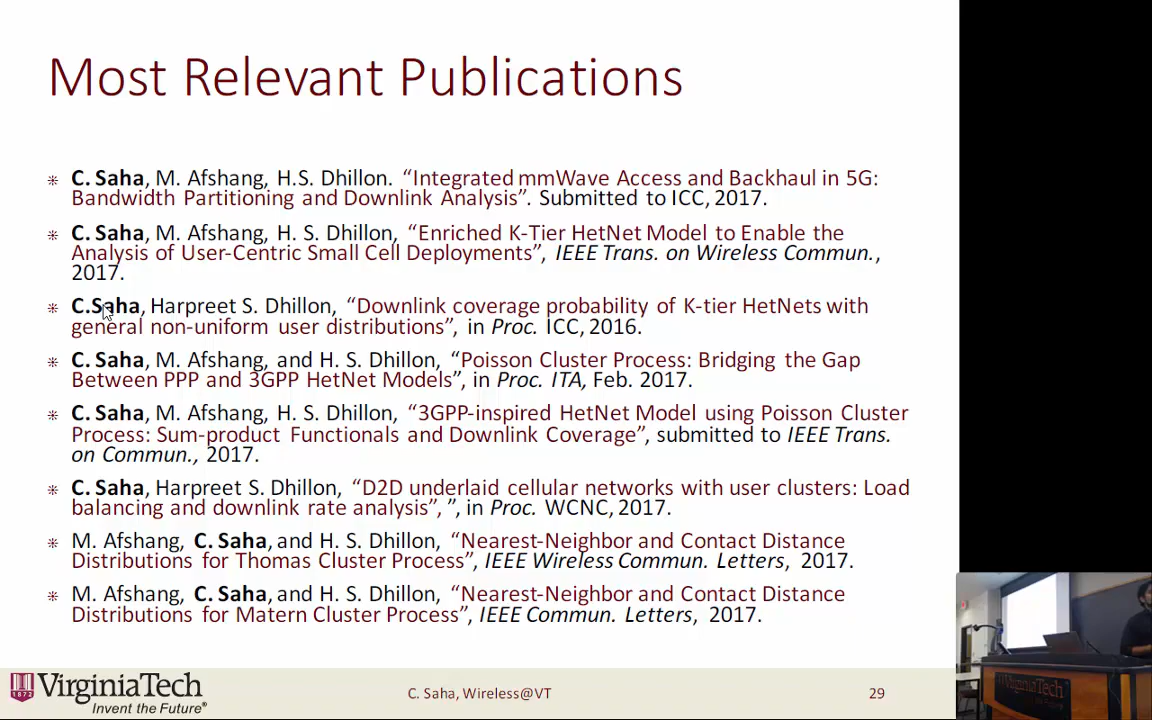 Most Relevant Publications
C. Saha, M. Afshang, H.S. Dhillon. “Integrated mmWave Access and Backhaul in 5G:
Bandwidth Partitioning and Downlink Analysis”. Submitted to ICC, 2017.
C. Saha, M. Afshang, H. S. Dhillon, “Enriched K-Tier HetNet Model to Enable the
Analysis of User-Centric Small Cell Deployments”, IEEE Trans. on Wireless Commun.,
2017.
C.Saha, Harpreet S. Dhillon, “Downlink coverage probability of K-tier HetNets with
general non-uniform user distributions”, in Proc. ICC, 2016.
C. Saha, M. Afshang, and H. S. Dhillon, “Poisson Cluster Process: Bridging the Gap
Between PPP and 3GPP HetNet Models”, in Proc. ITA, Feb. 2017.
C. Saha, M. Afshang, H. S. Dhillon, “3GPP-inspired HetNet Model using Poisson Cluster
Process: Sum-product Functionals and Downlink Coverage”, submitted to IEEE Trans.
on Commun., 2017.
C. Saha, Harpreet S. Dhillon, “D2D underlaid cellular networks with user clusters: Load
balancing and downlink rate analysis”, ”, in Proc. WCNC, 2017.
M. Afshang, C. Saha, and H. S. Dhillon, “Nearest-Neighbor and Contact Distance
Distributions for Thomas Cluster Process”, IEEE Wireless Commun. Letters, 2017.
M. Afshang, C. Saha, and H. S. Dhillon, “Nearest-Neighbor and Contact Distance
Distributions for Matern Cluster Process”, IEEE Commun. Letters, 2017.
1872 VirginiaTech
Invent the Future®
C. Saha, Wireless@VT
29
VirginiaTech